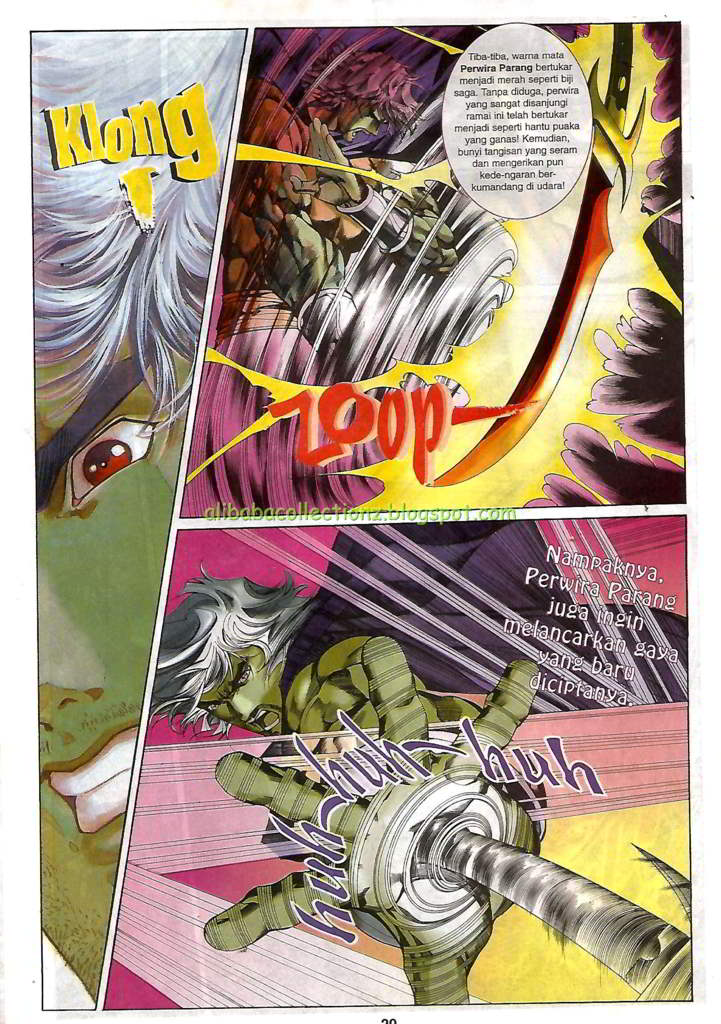 Klong
!
Tiba-tiba, warna mata
Perwira Parang bertukar
menjadi merah seperti biji
saga. Tanpa diduga, perwira
yang sangat disanjungi
ramai ini telah bertukar
menjadi seperti hantu puaka
yang ganas! Kemudian,
bunyi tangisan yang seram
dan mengerikan pun
kede-ngaran ber-
kumandang di udara!
zoop
alibabacollectionz.blogspot.com
Nampaknya,
Perwira Parang
juga ingin
melancarkan gaya
yang baru
diciptanya.
huh-huh-huh-huh